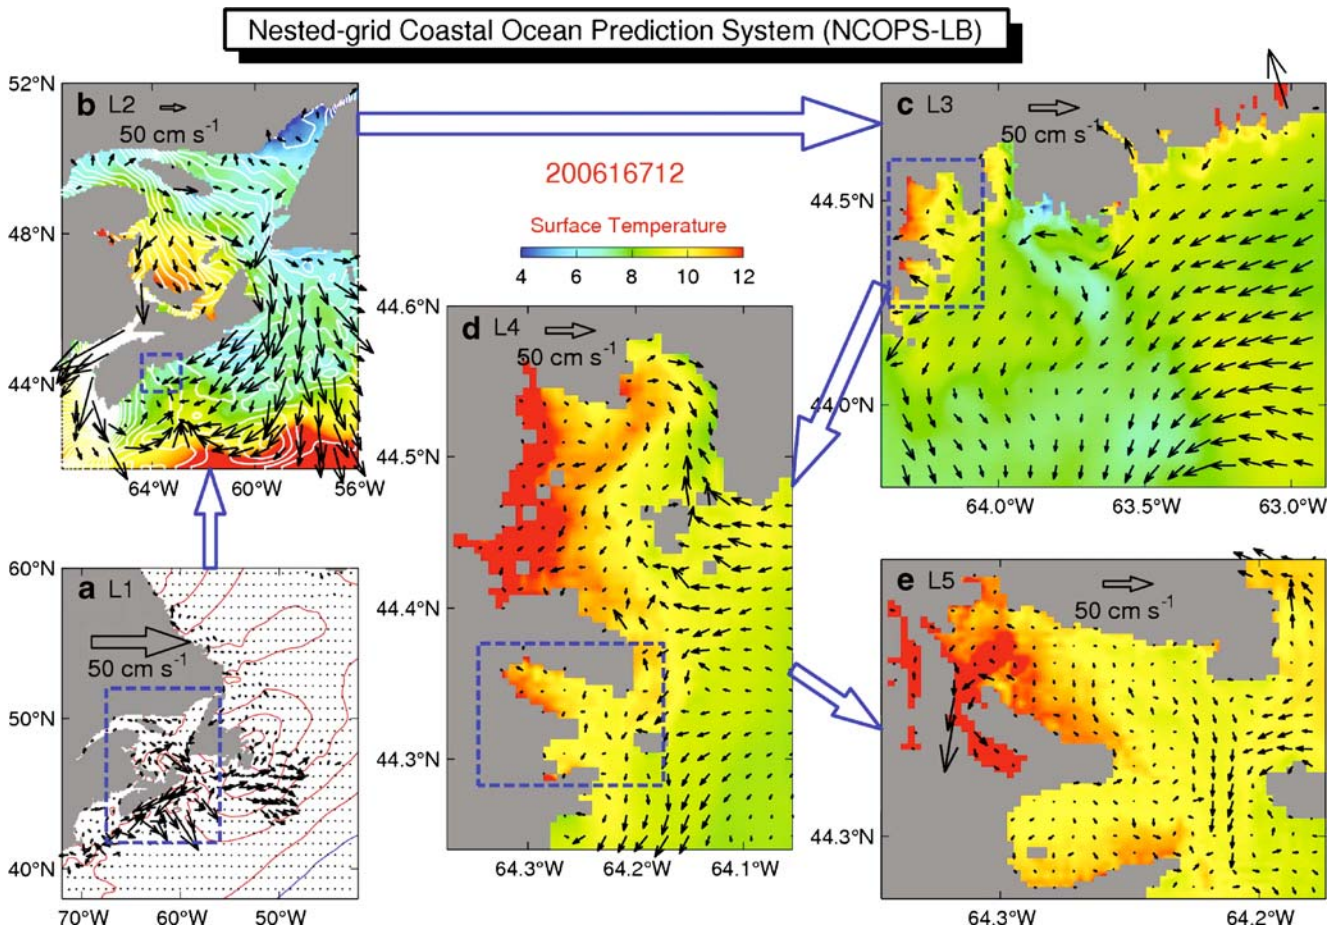 Nested-grid Coastal Ocean Prediction System (NCOPS-LB)
52°N
b L2
50 cm s⁻¹
48°N
44°N
64°W 60°W 56°W
200616712
Surface Temperature
4 6 8 10 12
c L3
50 cm s⁻¹
44.5°N
44.0°N
64.0°W 63.5°W 63.0°W
44.6°N
d L4
50 cm s⁻¹
44.5°N
44.4°N
44.3°N
64.3°W 64.2°W 64.1°W
60°N
a L1
50 cm s⁻¹
50°N
40°N
70°W 60°W 50°W
e L5
50 cm s⁻¹
44.3°N
64.3°W 64.2°W